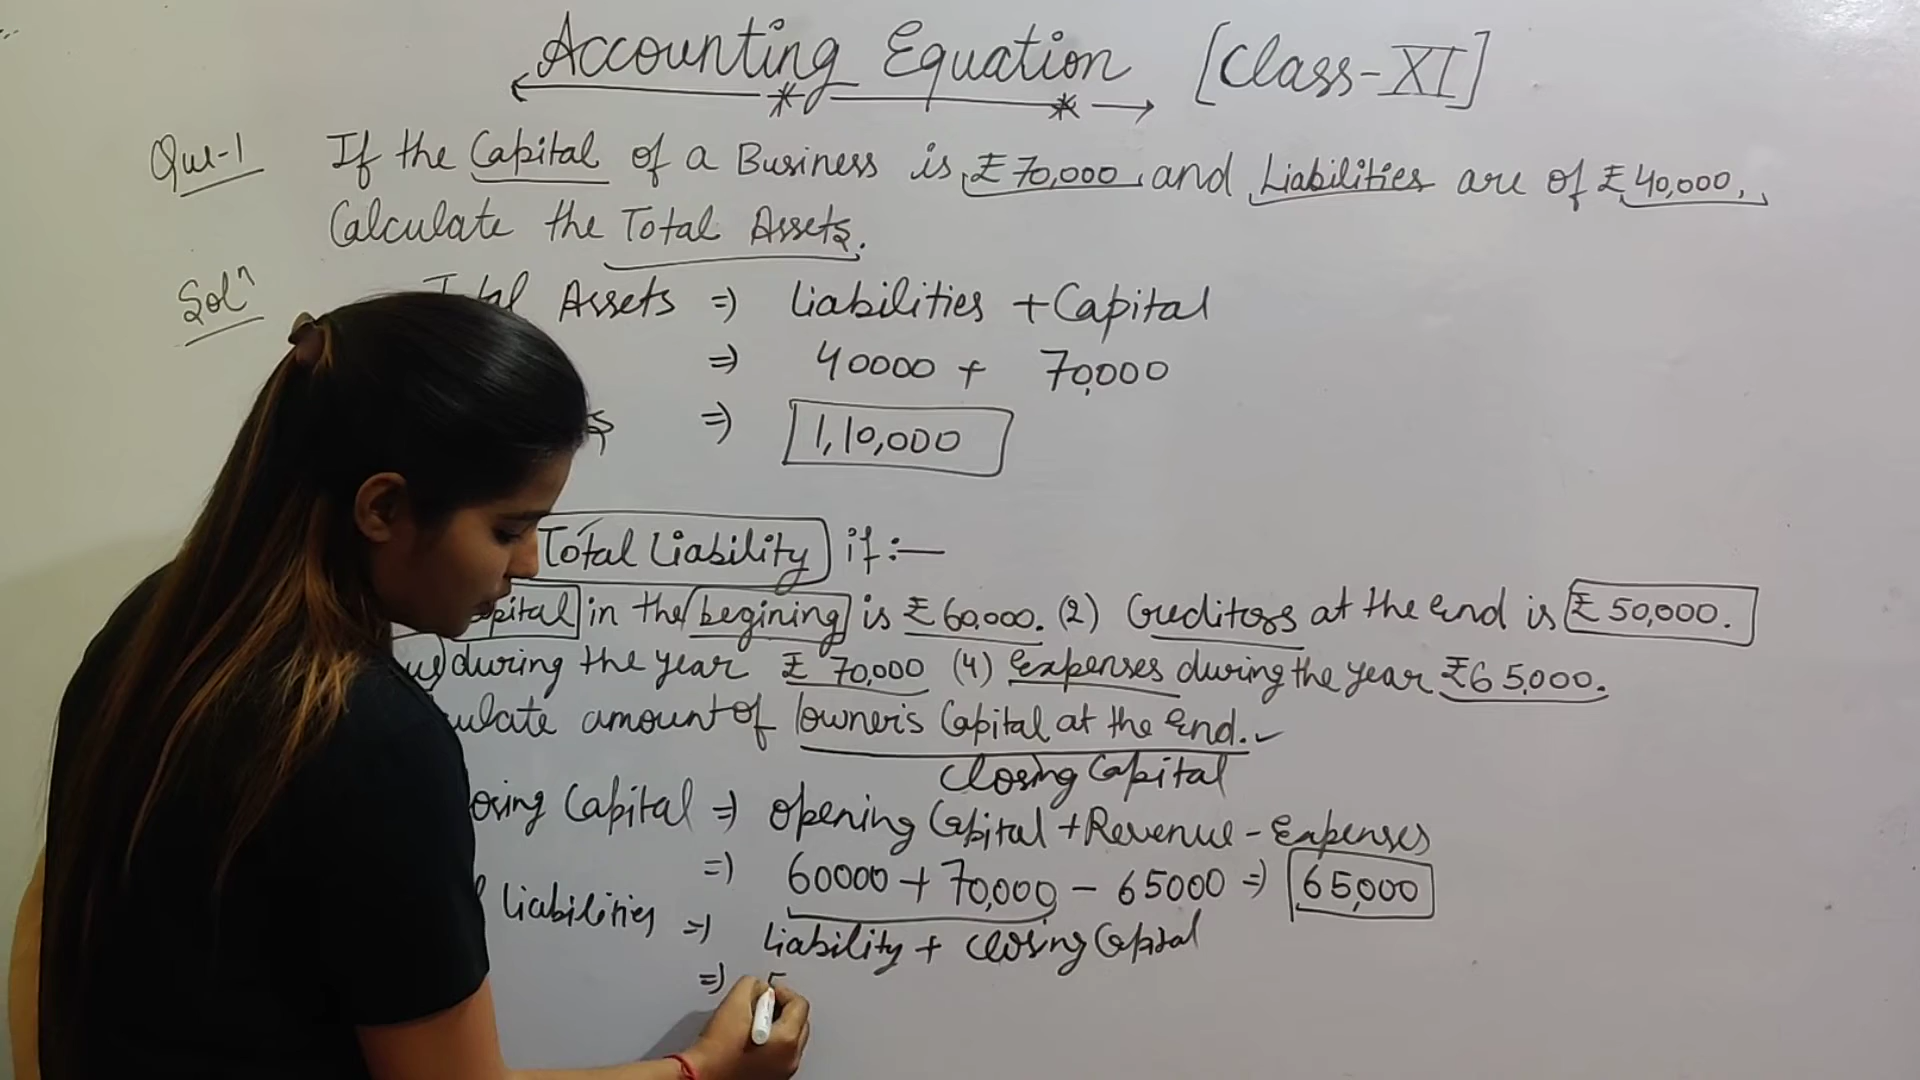 Accounting Equation [Class-XI]
Que-1 If the Capital of a Business is ₹70,000 and Liabilities are of ₹40,000,
Calculate the Total Assets.
Solⁿ Total Assets ⇒ Liabilities + Capital
⇒ 40000 + 70,000
⇒ 1,10,000
Total Liability if :—
in the begining is ₹60,000. (2) Creditors at the end is ₹50,000.
during the year ₹70,000 (4) Expenses during the year ₹65,000.
amount of owner's Capital at the End.
Closing Capital
Capital ⇒ Opening Capital + Revenue - Expenses
⇒ 60000 + 70,000 - 65000 ⇒ 65,000
liabilities ⇒ liability + closing Capital
⇒ 5